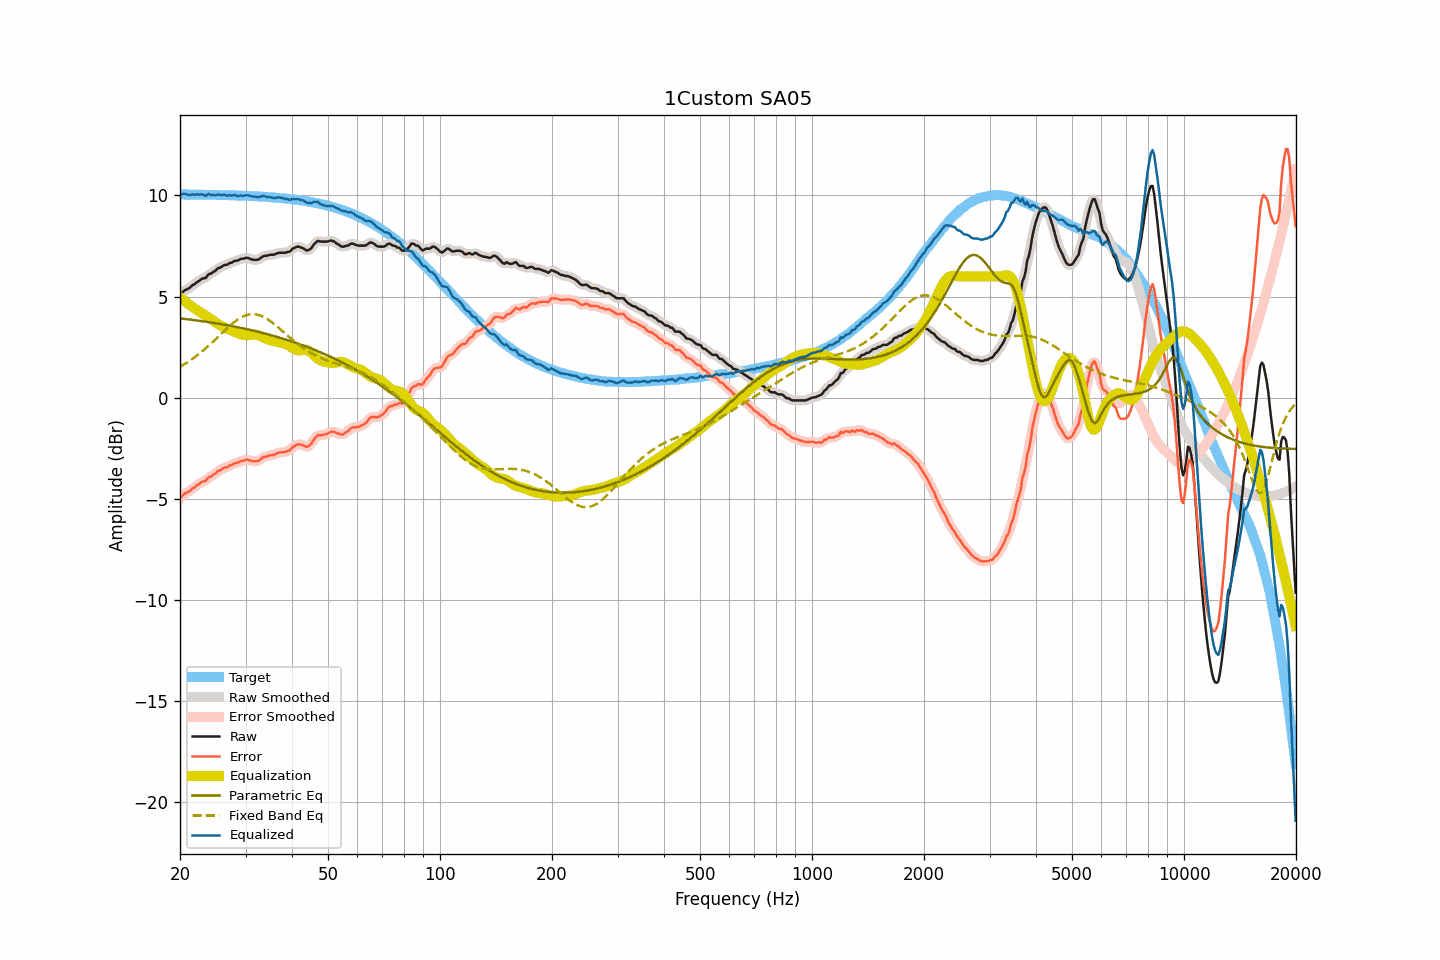 1Custom SA05
Amplitude (dBr)
10
5
0
−5
−10
−15
−20
Target
Raw Smoothed
Error Smoothed
Raw
Error
Equalization
Parametric Eq
Fixed Band Eq
Equalized
20 50 100 200 500 1000 2000 5000 10000 20000
Frequency (Hz)